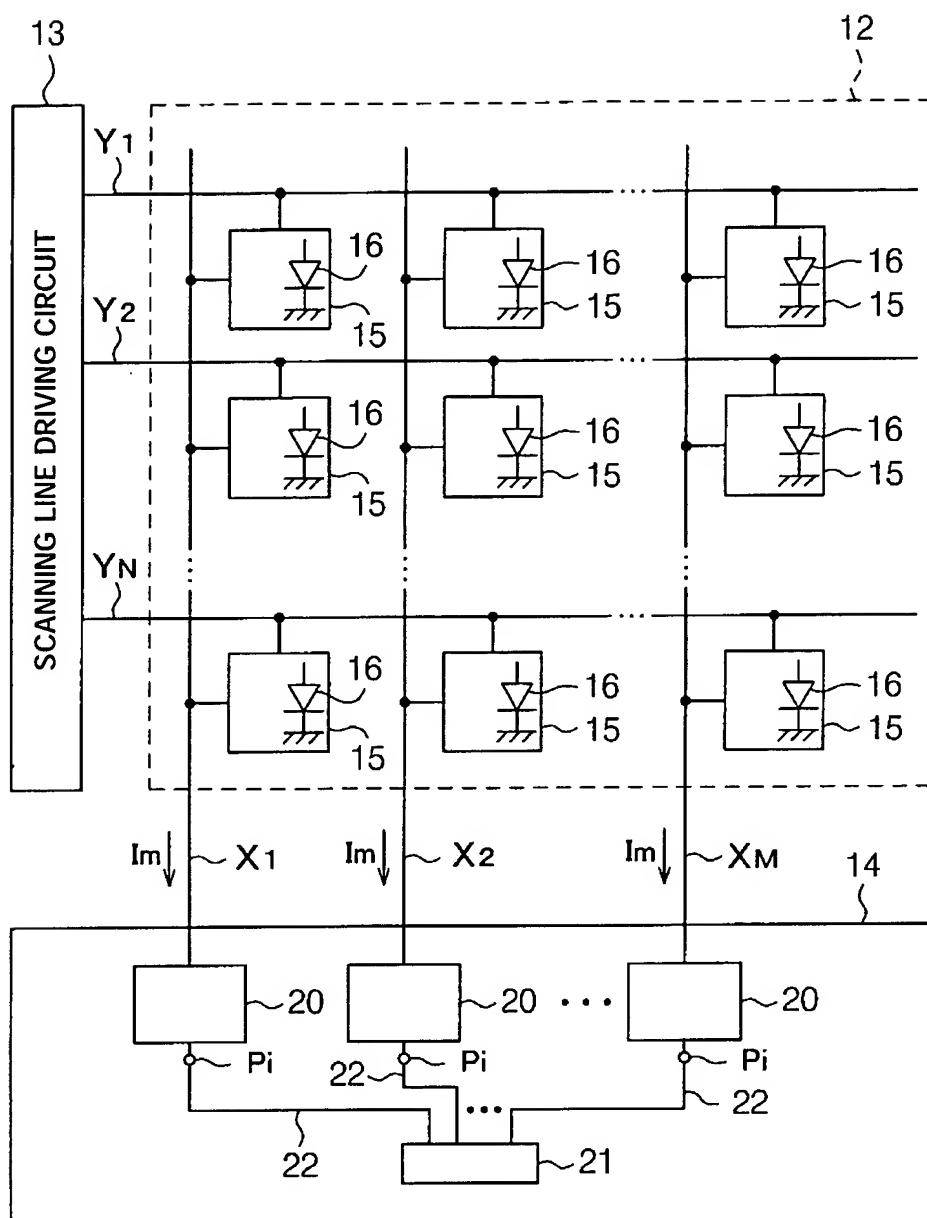 13
12
SCANNING LINE DRIVING CIRCUIT
Y1
16 16 16
15 15 15
Y2
16 16 16
15 15 15
YN
16 16 16
15 15 15
Im X1 Im X2 Im XM
14
20 20 20
Pi Pi Pi
22 22
22 21